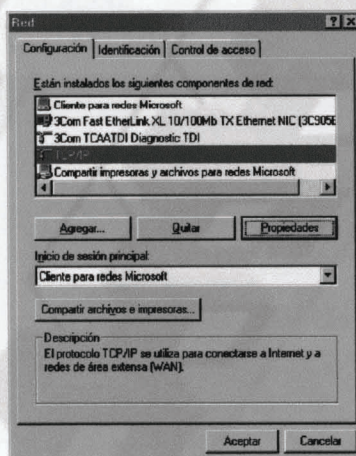 Red
Configuración Identificación Control de acceso
Están instalados los siguientes componentes de red:
Cliente para redes Microsoft
3Com Fast EtherLink XL 10/100Mb TX Ethernet NIC (3C905B
3Com TCAATDI Diagnostic TDI
TCP/IP
Compartir impresoras y archivos para redes Microsoft
Agregar... Quitar Propiedades
Inicio de sesión principal:
Cliente para redes Microsoft
Compartir archivos e impresoras...
Descripción
El protocolo TCP/IP se utiliza para conectarse a Internet y a
redes de área extensa (WAN).
Aceptar Cancelar